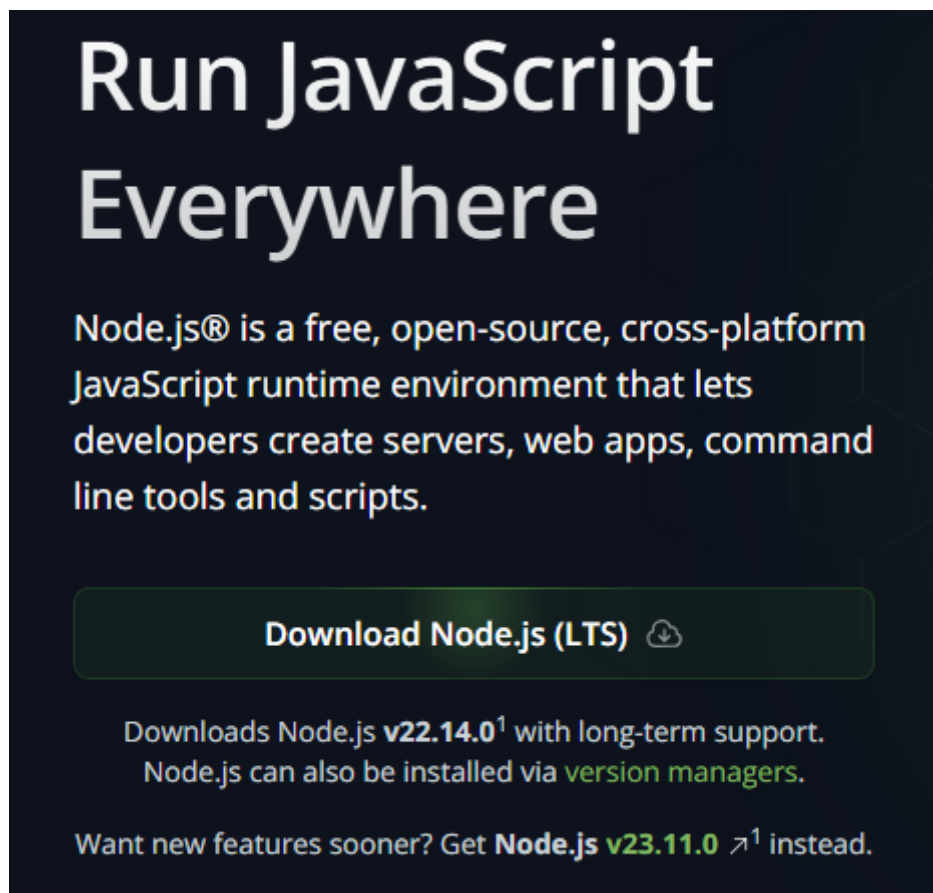 Run JavaScript
Everywhere
Node.js® is a free, open-source, cross-platform
JavaScript runtime environment that lets
developers create servers, web apps, command
line tools and scripts.
Download Node.js (LTS)
Downloads Node.js v22.14.0¹ with long-term support.
Node.js can also be installed via version managers.
Want new features sooner? Get Node.js v23.11.0 ↗¹ instead.